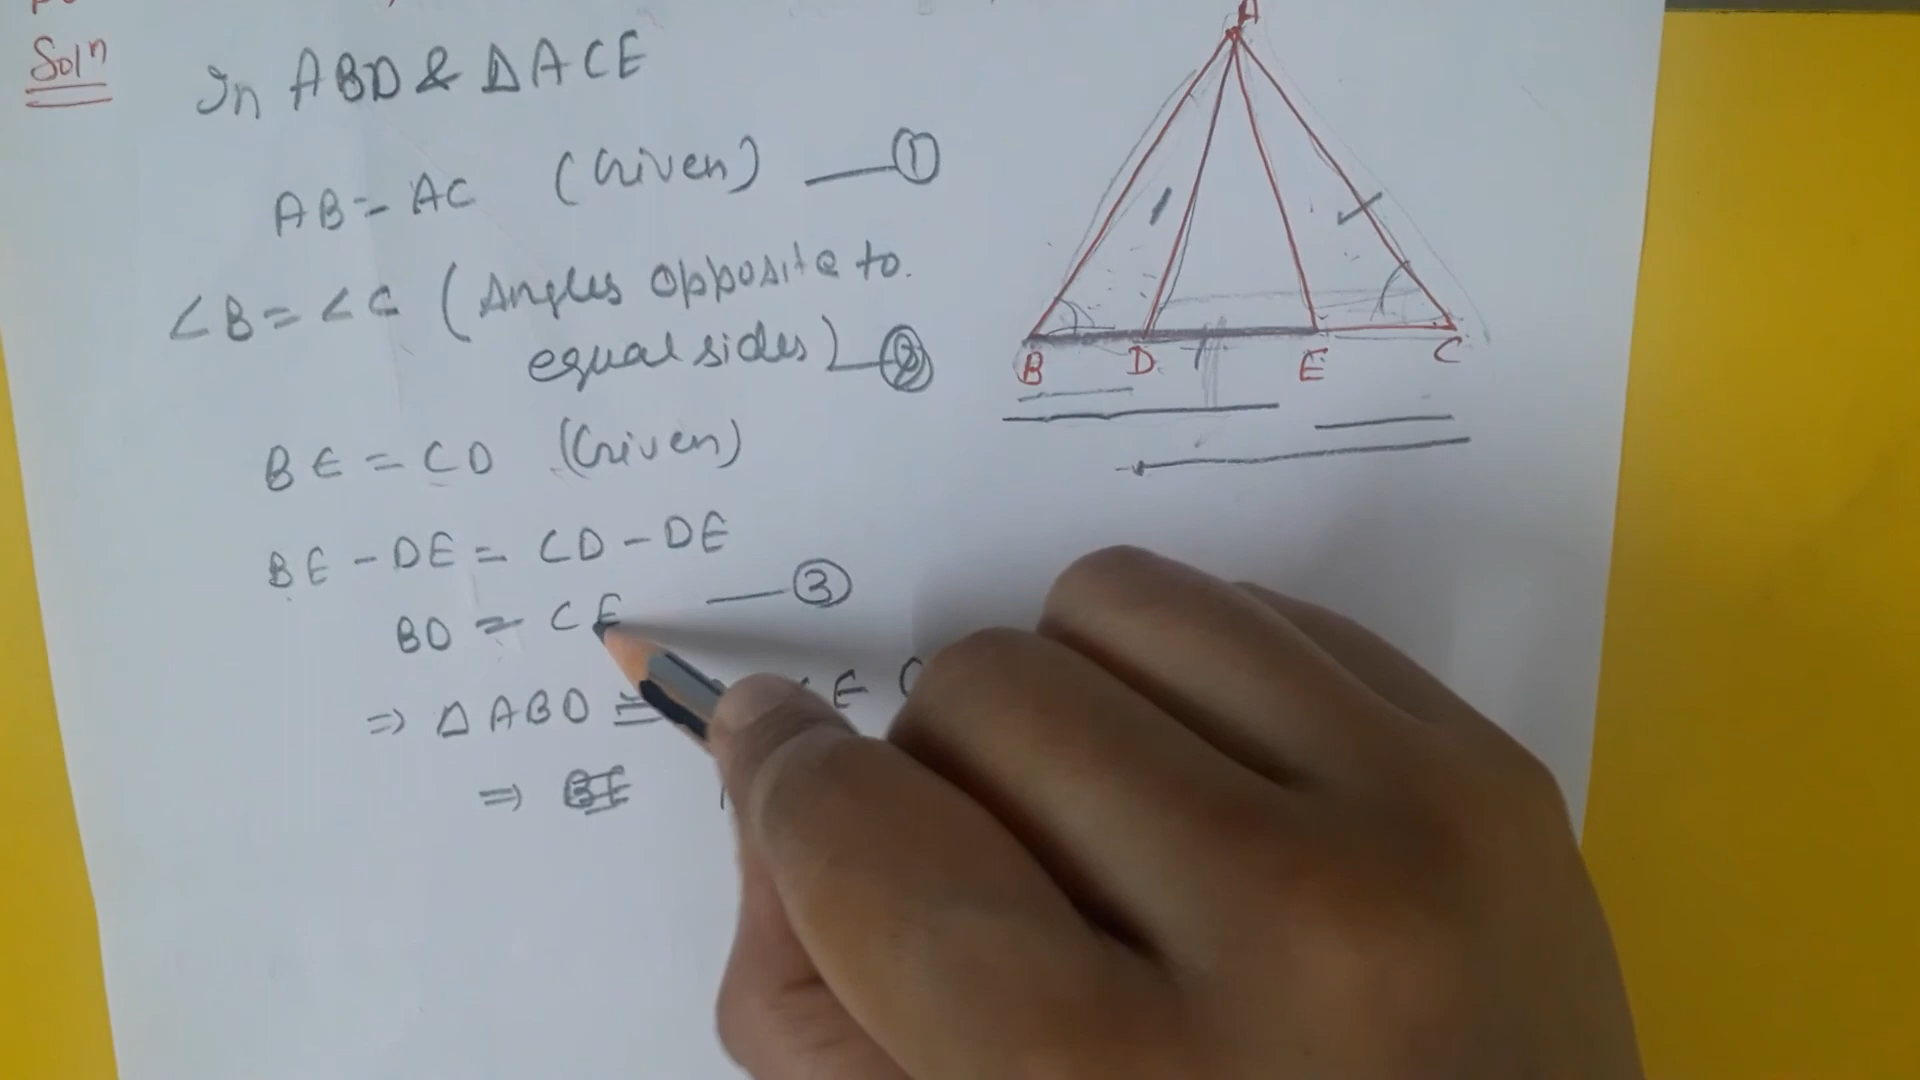 Soln
In ABD & ΔACE
AB = AC (Given) — ①
∠B = ∠C (Angles opposite to
equal sides) — ②
BE = CD (Given)
BE - DE = CD - DE
BD = CE — ③
⇒ ΔABD ≅ E
⇒
A
B D E C